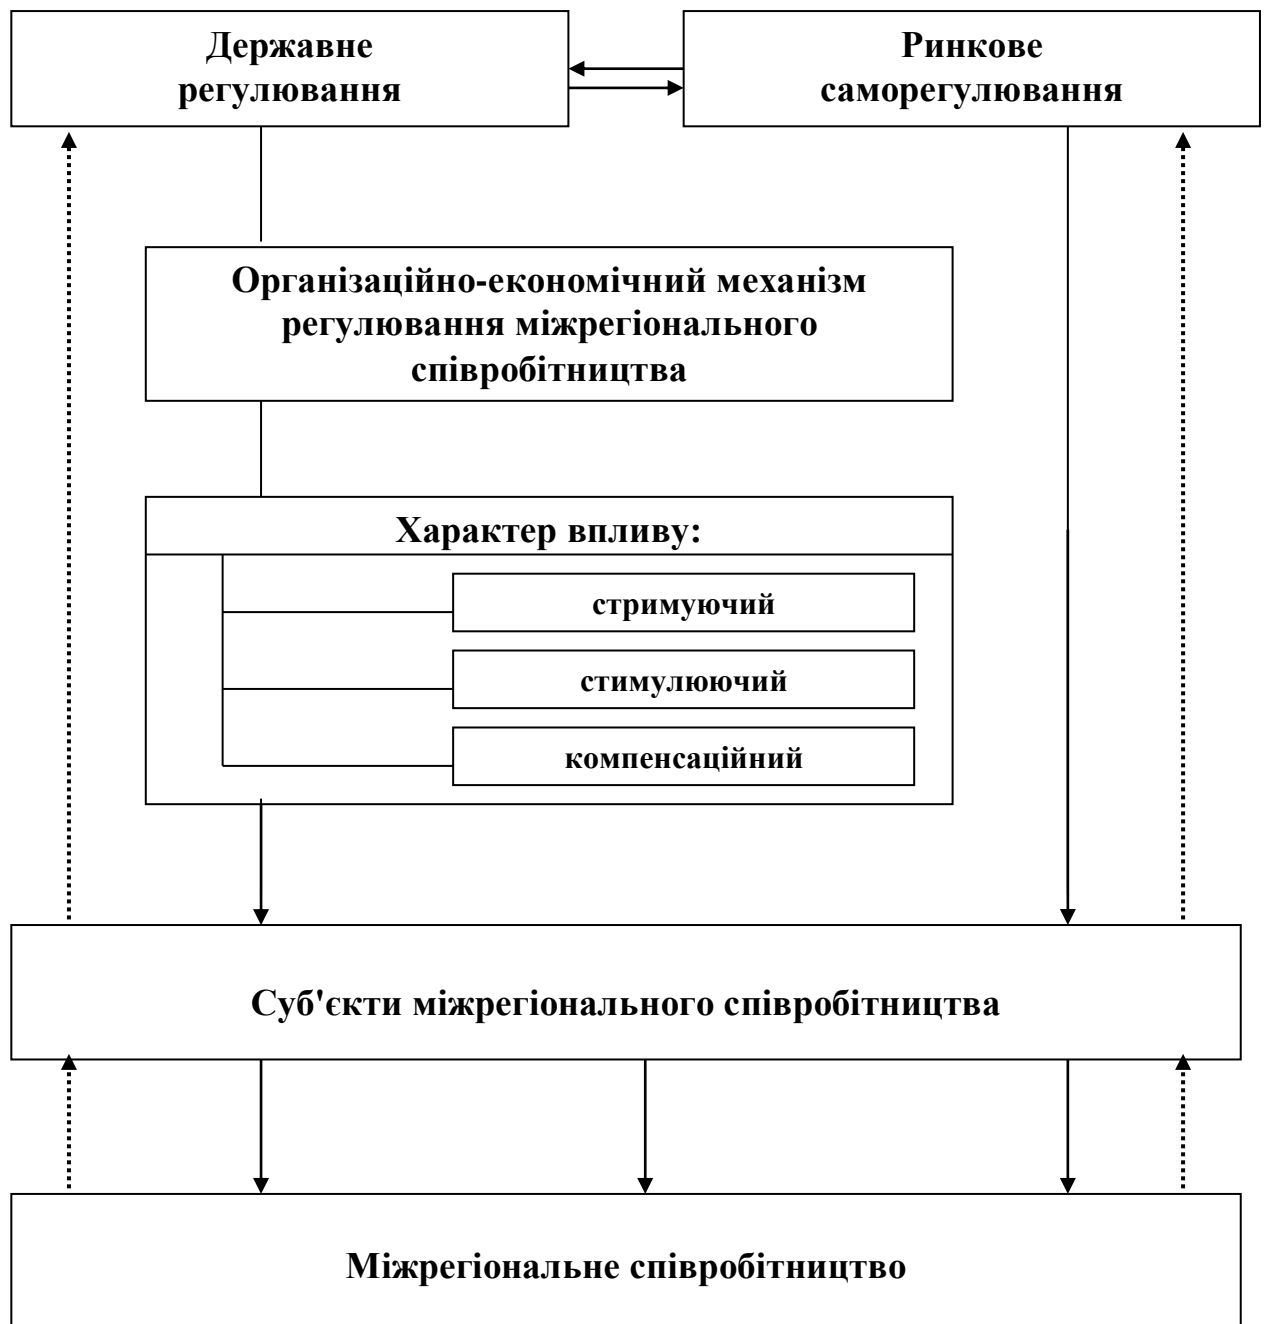 Державне
регулювання
Ринкове
саморегулювання
Організаційно-економічний механізм
регулювання міжрегіонального
співробітництва
Характер впливу:
стримуючий
стимулюючий
компенсаційний
Суб'єкти міжрегіонального співробітництва
Міжрегіональне співробітництво